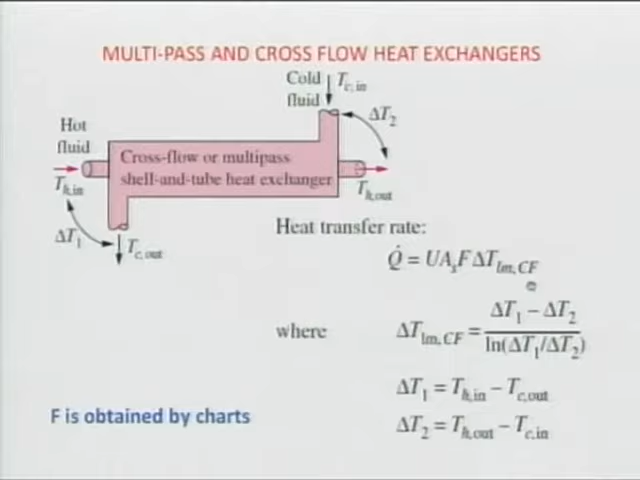 MULTI-PASS AND CROSS FLOW HEAT EXCHANGERS
Cold
fluid
T_c,in
ΔT_2
Hot
fluid
Cross-flow or multipass
shell-and-tube heat exchanger
T_h,in
T_h,out
ΔT_1
T_c,out
Heat transfer rate:
Q̇ = UA_sF ΔT_lm,CF
where
ΔT_lm,CF = (ΔT_1 − ΔT_2) / ln(ΔT_1/ΔT_2)
ΔT_1 = T_h,in − T_c,out
ΔT_2 = T_h,out − T_c,in
F is obtained by charts